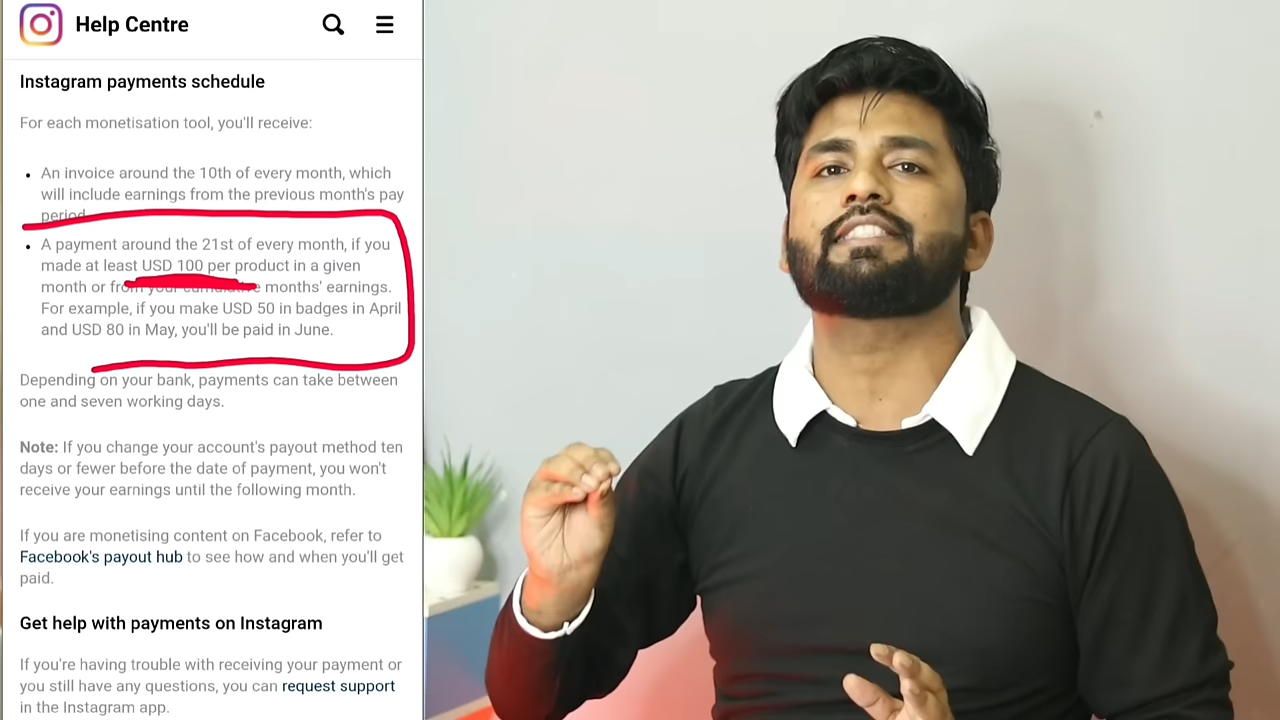 Help Centre
Instagram payments schedule
For each monetisation tool, you'll receive:
An invoice around the 10th of every month, which
will include earnings from the previous month's pay
period.
A payment around the 21st of every month, if you
made at least USD 100 per product in a given
month or from your cumulative months' earnings.
For example, if you make USD 50 in badges in April
and USD 80 in May, you'll be paid in June.
Depending on your bank, payments can take between
one and seven working days.
Note: If you change your account's payout method ten
days or fewer before the date of payment, you won't
receive your earnings until the following month.
If you are monetising content on Facebook, refer to
Facebook's payout hub to see how and when you'll get
paid.
Get help with payments on Instagram
If you're having trouble with receiving your payment or
you still have any questions, you can request support
in the Instagram app.